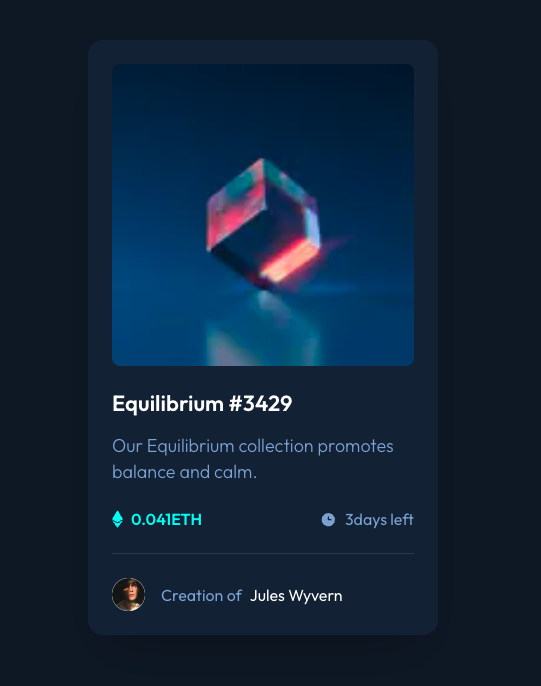 Equilibrium #3429
Our Equilibrium collection promotes
balance and calm.
0.041ETH 3days left
Creation of Jules Wyvern